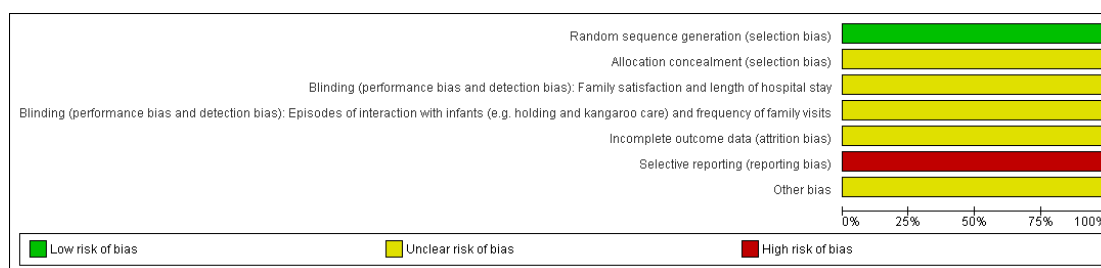 Random sequence generation (selection bias)
Allocation concealment (selection bias)
Blinding (performance bias and detection bias): Family satisfaction and length of hospital stay
Blinding (performance bias and detection bias): Episodes of interaction with infants (e.g. holding and kangaroo care) and frequency of family visits
Incomplete outcome data (attrition bias)
Selective reporting (reporting bias)
Other bias
0% 25% 50% 75% 100%
Low risk of bias Unclear risk of bias High risk of bias